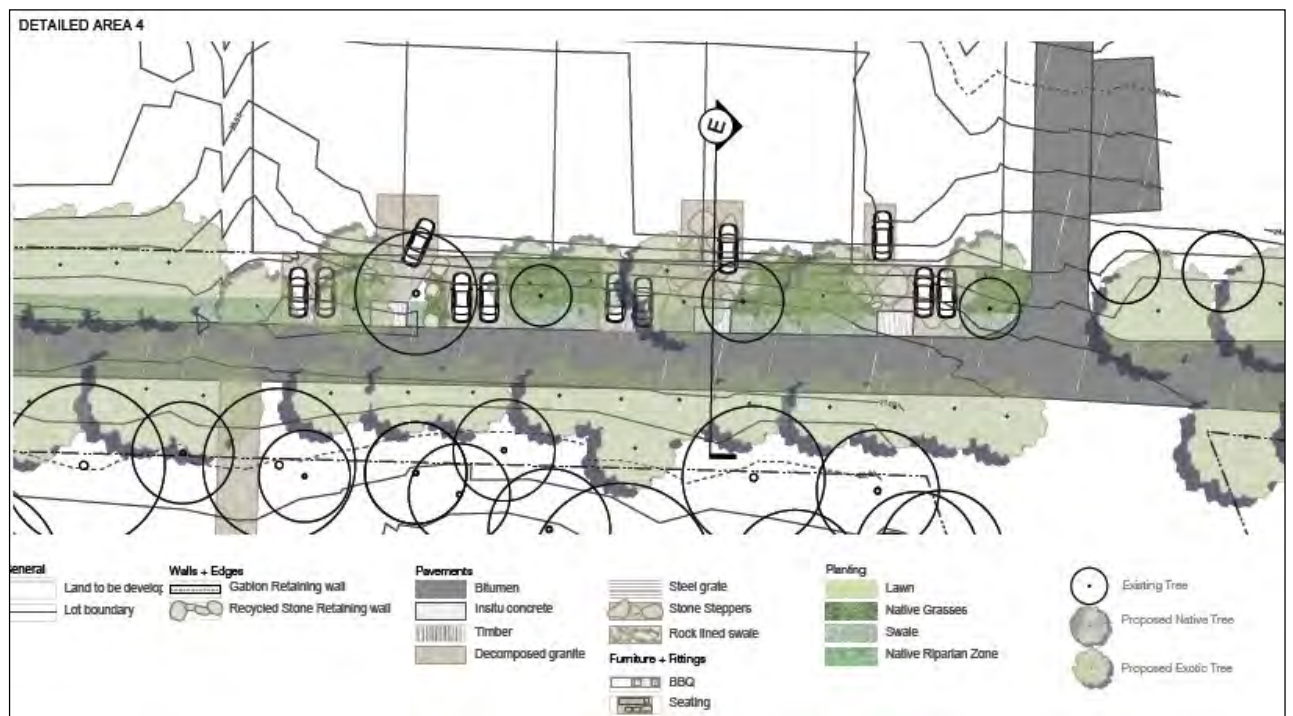 DETAILED AREA 4
E
General
Land to be develop
Lot boundary
Walls + Edges
Gabion Retaining wall
Recycled Stone Retaining wall
Pavements
Bitumen
Insitu concrete
Timber
Decomposed granite
Steel grate
Stone Steppers
Rock lined swale
Furniture + Fittings
BBQ
Seating
Planting
Lawn
Native Grasses
Swale
Native Riparian Zone
Existing Tree
Proposed Native Tree
Proposed Exotic Tree